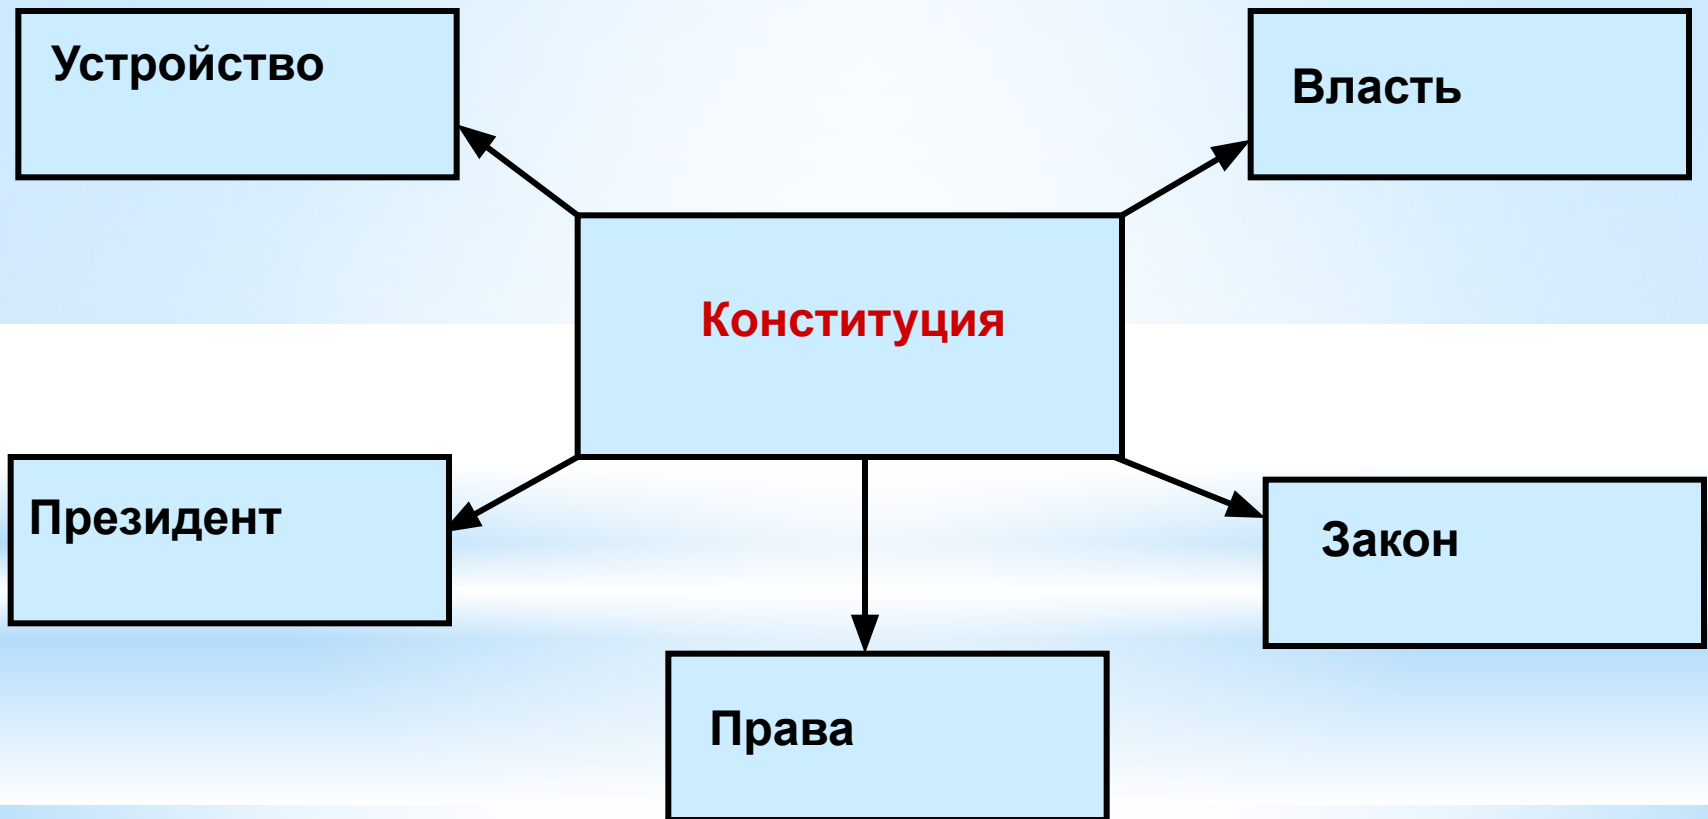 Устройство
Власть
Конституция
Президент
Закон
Права